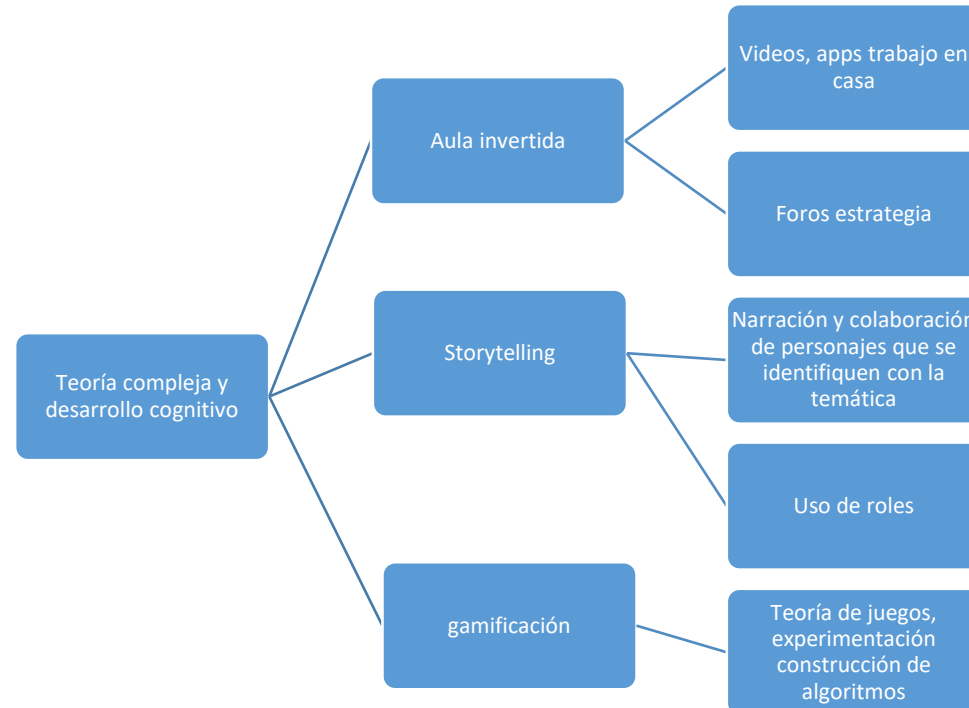 Teoría compleja y
desarrollo cognitivo
Aula invertida
Videos, apps trabajo en
casa
Foros estrategia
Storytelling
Narración y colaboración
de personajes que se
identifiquen con la
temática
Uso de roles
gamificación
Teoría de juegos,
experimentación
construcción de
algoritmos